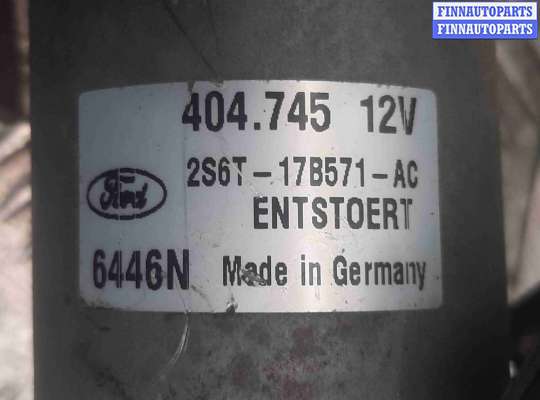 FINNAUTOPARTS
FINNAUTOPARTS
404.745 12V
2S6T-17B571-AC
Ford
ENTSTOERT
6446N Made in Germany